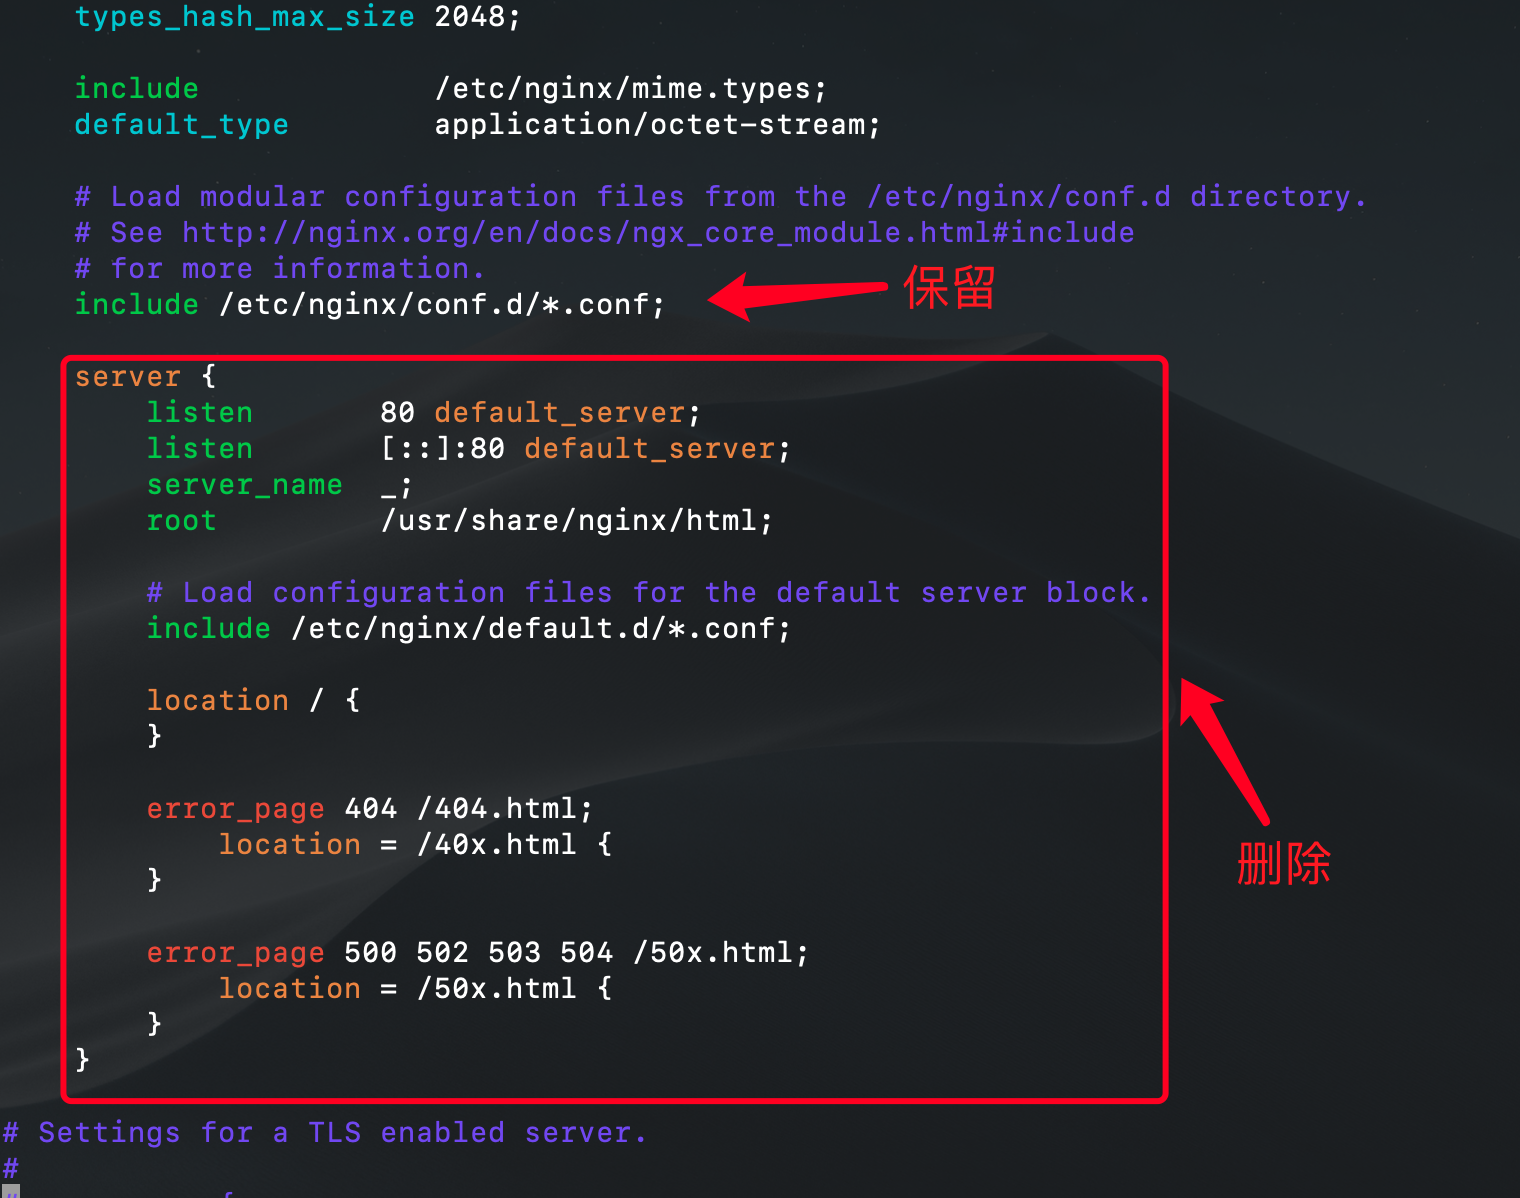 types_hash_max_size 2048;
include /etc/nginx/mime.types;
default_type application/octet-stream;
# Load modular configuration files from the /etc/nginx/conf.d directory.
# See http://nginx.org/en/docs/ngx_core_module.html#include
# for more information.
include /etc/nginx/conf.d/*.conf;
保留
server {
listen 80 default_server;
listen [::]:80 default_server;
server_name _;
root /usr/share/nginx/html;
# Load configuration files for the default server block.
include /etc/nginx/default.d/*.conf;
location / {
}
error_page 404 /404.html;
location = /40x.html {
}
删除
error_page 500 502 503 504 /50x.html;
location = /50x.html {
}
}
# Settings for a TLS enabled server.
#